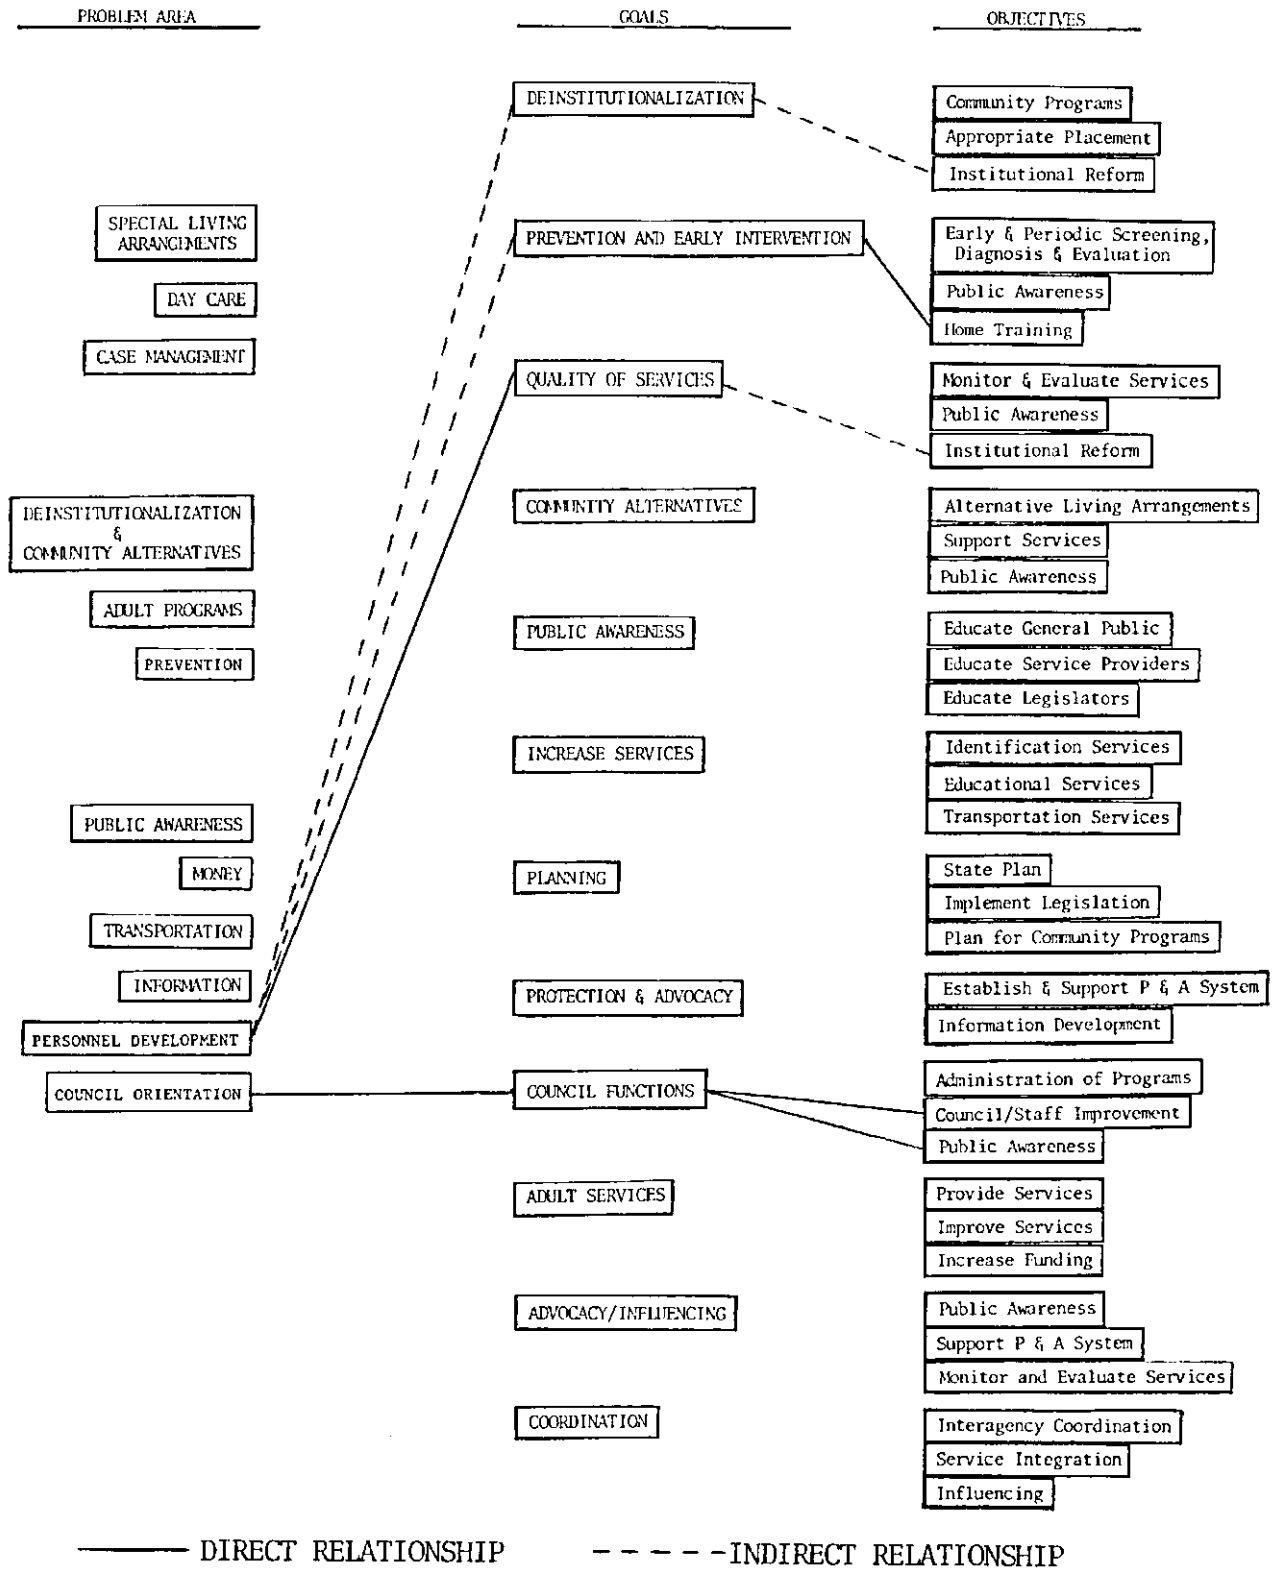 PROBLEM AREA
GOALS
OBJECTIVES
DEINSTITUTIONALIZATION
Community Programs
Appropriate Placement
Institutional Reform
SPECIAL LIVING
ARRANGEMENTS
PREVENTION AND EARLY INTERVENTION
Early & Periodic Screening,
Diagnosis & Evaluation
DAY CARE
Public Awareness
Home Training
CASE MANAGEMENT
QUALITY OF SERVICES
Monitor & Evaluate Services
Public Awareness
Institutional Reform
DEINSTITUTIONALIZATION
&
COMMUNITY ALTERNATIVES
COMMUNITY ALTERNATIVES
Alternative Living Arrangements
Support Services
Public Awareness
ADULT PROGRAMS
PREVENTION
PUBLIC AWARENESS
Educate General Public
Educate Service Providers
Educate Legislators
INCREASE SERVICES
Identification Services
Educational Services
Transportation Services
PUBLIC AWARENESS
MONEY
PLANNING
State Plan
Implement Legislation
Plan for Community Programs
TRANSPORTATION
INFORMATION
PROTECTION & ADVOCACY
Establish & Support P & A System
Information Development
PERSONNEL DEVELOPMENT
COUNCIL ORIENTATION
COUNCIL FUNCTIONS
Administration of Programs
Council/Staff Improvement
Public Awareness
ADULT SERVICES
Provide Services
Improve Services
Increase Funding
ADVOCACY/INFLUENCING
Public Awareness
Support P & A System
Monitor and Evaluate Services
COORDINATION
Interagency Coordination
Service Integration
Influencing
DIRECT RELATIONSHIP
INDIRECT RELATIONSHIP